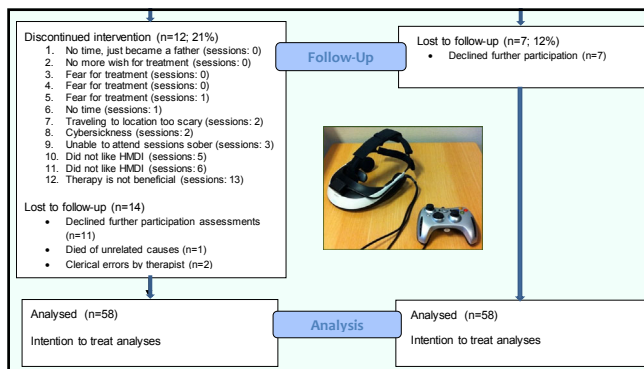 Discontinued intervention (n=12; 21%)
1. No time, just became a father (sessions: 0)
2. No more wish for treatment (sessions: 0)
3. Fear for treatment (sessions: 0)
4. Fear for treatment (sessions: 0)
5. Fear for treatment (sessions: 1)
6. No time (sessions: 1)
7. Traveling to location too scary (sessions: 2)
8. Cybersickness (sessions: 2)
9. Unable to attend sessions sober (sessions: 3)
10. Did not like HMDI (sessions: 5)
11. Did not like HMDI (sessions: 6)
12. Therapy is not beneficial (sessions: 13)
Lost to follow-up (n=14)
• Declined further participation assessments
(n=11)
• Died of unrelated causes (n=1)
• Clerical errors by therapist (n=2)
Follow-Up
Lost to follow-up (n=7; 12%)
• Declined further participation (n=7)
Analysed (n=58)
Intention to treat analyses
Analysis
Analysed (n=58)
Intention to treat analyses